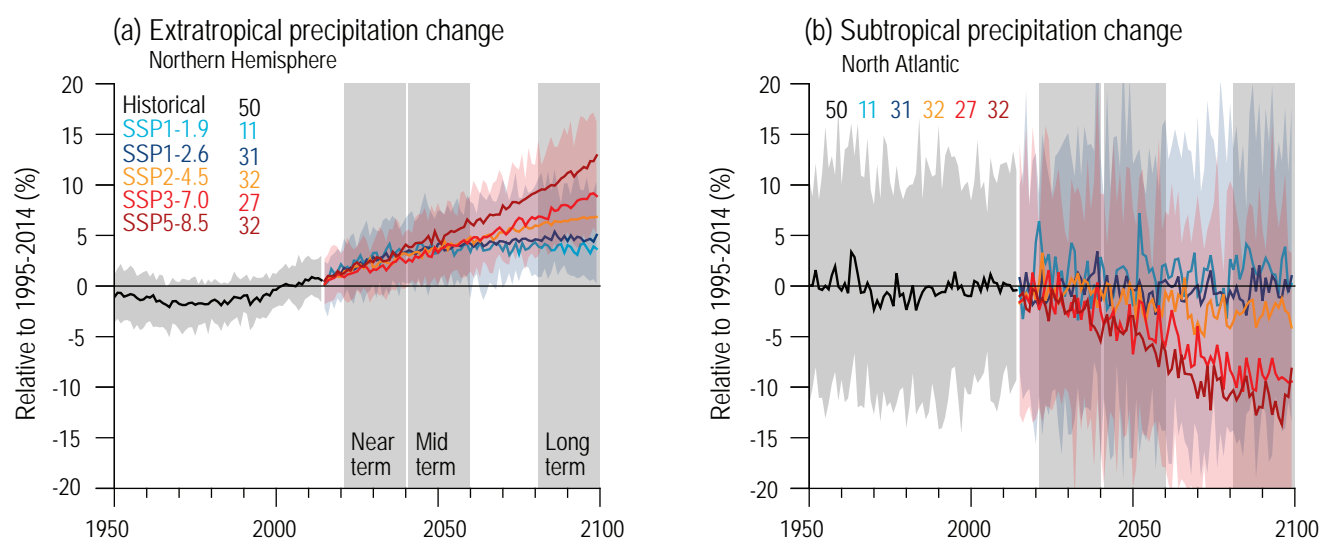 (a) Extratropical precipitation change
Northern Hemisphere
Relative to 1995-2014 (%)
20
15
10
5
0
-5
-10
-15
-20
Historical 50
SSP1-1.9 11
SSP1-2.6 31
SSP2-4.5 32
SSP3-7.0 27
SSP5-8.5 32
Near term
Mid term
Long term
1950 2000 2050 2100
(b) Subtropical precipitation change
North Atlantic
Relative to 1995-2014 (%)
20
15
10
5
0
-5
-10
-15
-20
50 11 31 32 27 32
1950 2000 2050 2100